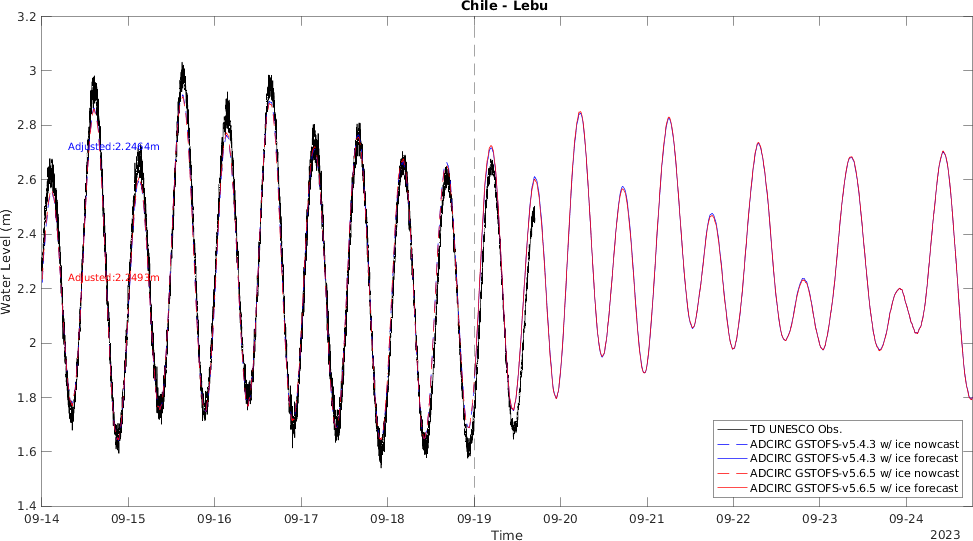 Chile - Lebu
3.2
3
2.8
2.6
2.4
2.2
2
1.8
1.6
1.4
Water Level (m)
Adjusted:2.2464m
Adjusted:2.2493m
TD UNESCO Obs.
ADCIRC GSTOFS-v5.4.3 w/ ice nowcast
ADCIRC GSTOFS-v5.4.3 w/ ice forecast
ADCIRC GSTOFS-v5.6.5 w/ ice nowcast
ADCIRC GSTOFS-v5.6.5 w/ ice forecast
09-14 09-15 09-16 09-17 09-18 09-19 09-20 09-21 09-22 09-23 09-24
Time
2023